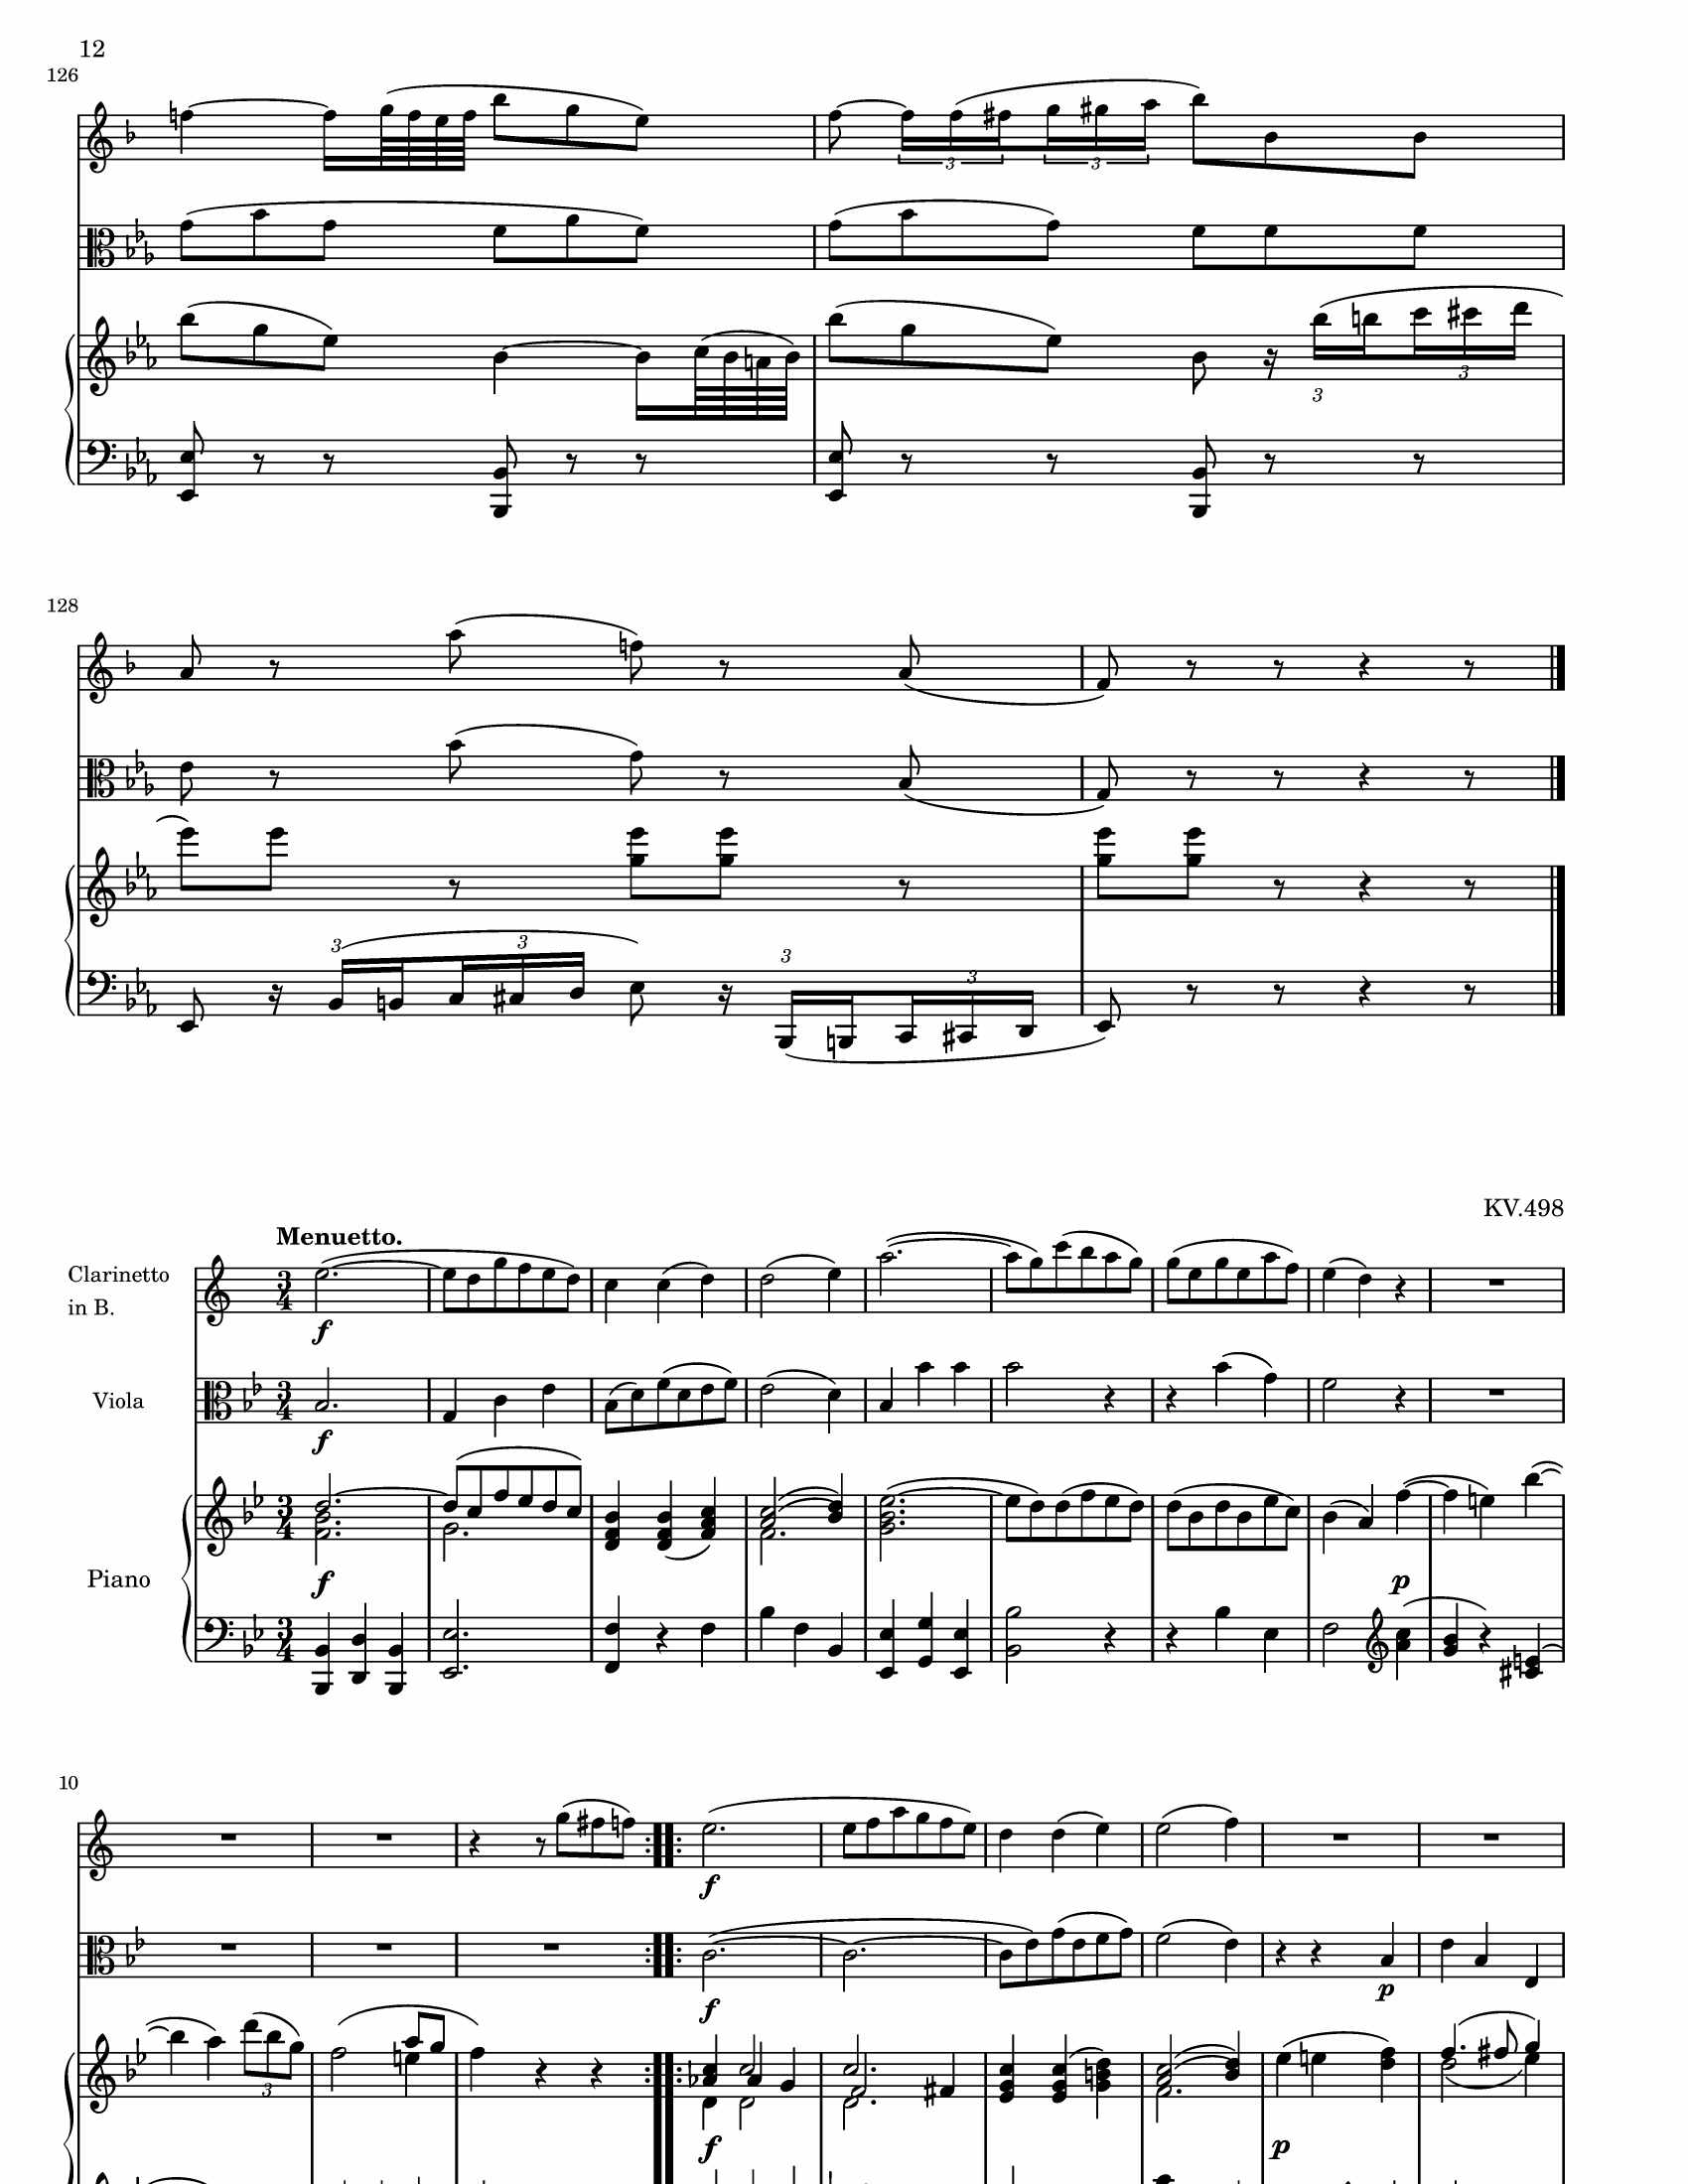 12
126
3 3
3 3
128
3 3 3 3
KV.498
Menuetto.
Clarinetto
in B.
f
Viola
f
Piano
f p
10
f
f p
3
f p